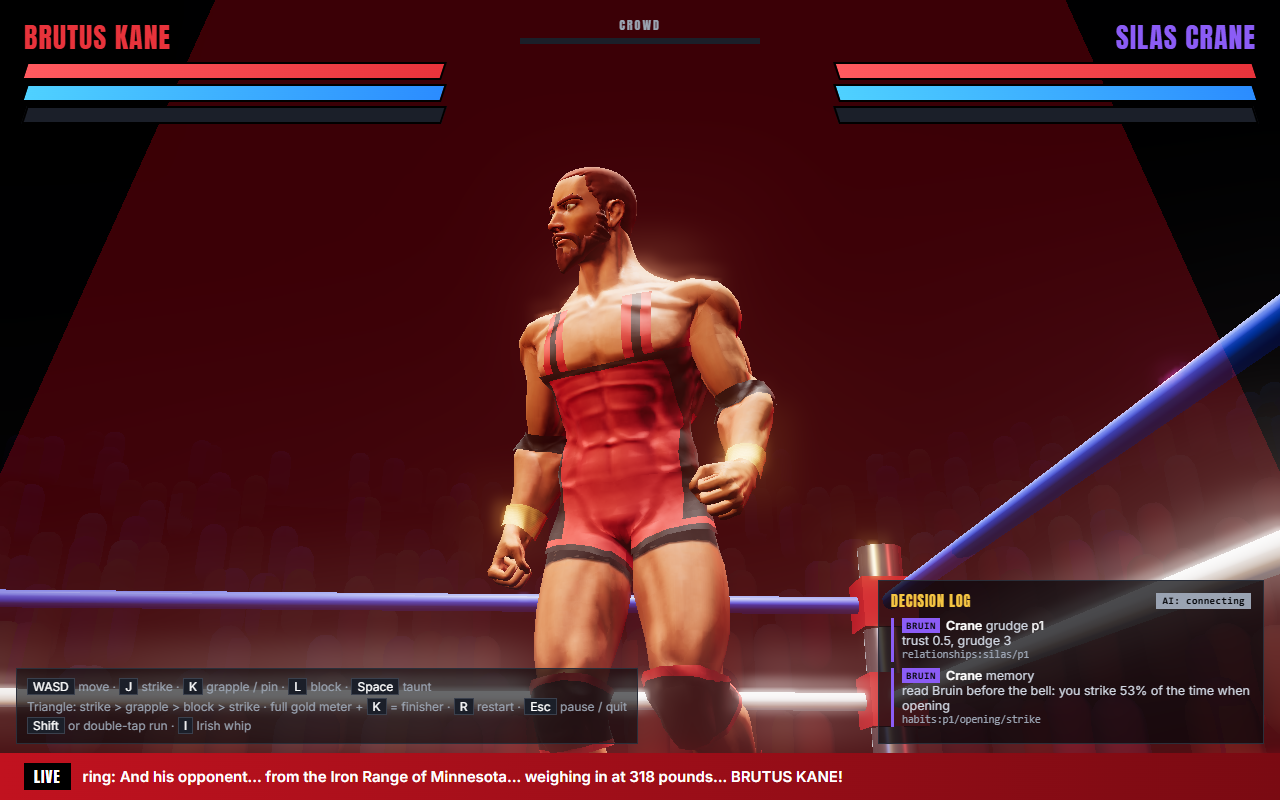 BRUTUS KANE
CROWD
SILAS CRANE
DECISION LOG
AI: connecting
BRUIN Crane grudge p1
trust 0.5, grudge 3
relationships:silas/p1
BRUIN Crane memory
read Bruin before the bell: you strike 53% of the time when
opening
habits:p1/opening/strike
WASD move · J strike · K grapple / pin · L block · Space taunt
Triangle: strike > grapple > block > strike · full gold meter + K = finisher · R restart · Esc pause / quit
Shift or double-tap run · I Irish whip
LIVE ring: And his opponent... from the Iron Range of Minnesota... weighing in at 318 pounds... BRUTUS KANE!